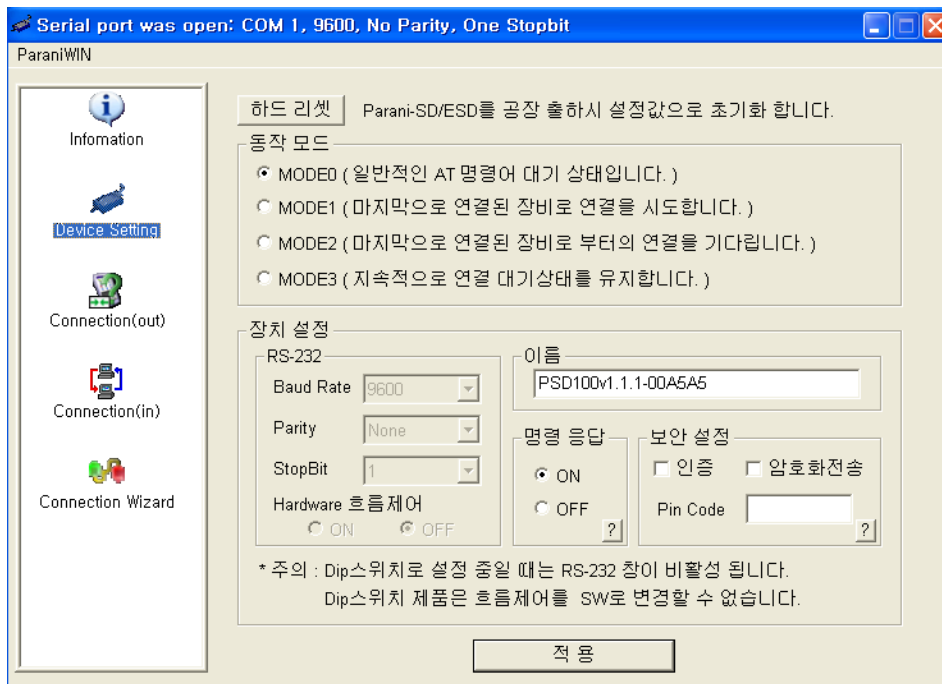 Serial port was open: COM 1, 9600, No Parity, One Stopbit
ParaniWIN
Infomation
Device Setting
Connection(out)
Connection(in)
Connection Wizard
하드 리셋 Parani-SD/ESD를 공장 출하시 설정값으로 초기화 합니다.
동작 모드
MODE0 ( 일반적인 AT 명령어 대기 상태입니다. )
MODE1 ( 마지막으로 연결된 장비로 연결을 시도합니다. )
MODE2 ( 마지막으로 연결된 장비로 부터의 연결을 기다립니다. )
MODE3 ( 지속적으로 연결 대기상태를 유지합니다. )
장치 설정
RS-232
Baud Rate 9600
Parity None
StopBit 1
Hardware 흐름제어
ON OFF
이름
PSD100v1.1.1-00A5A5
명령 응답
ON
OFF
?
보안 설정
인증 암호화전송
Pin Code
?
* 주의 : Dip스위치로 설정 중일 때는 RS-232 창이 비활성 됩니다.
Dip스위치 제품은 흐름제어를 SW로 변경할 수 없습니다.
적 용